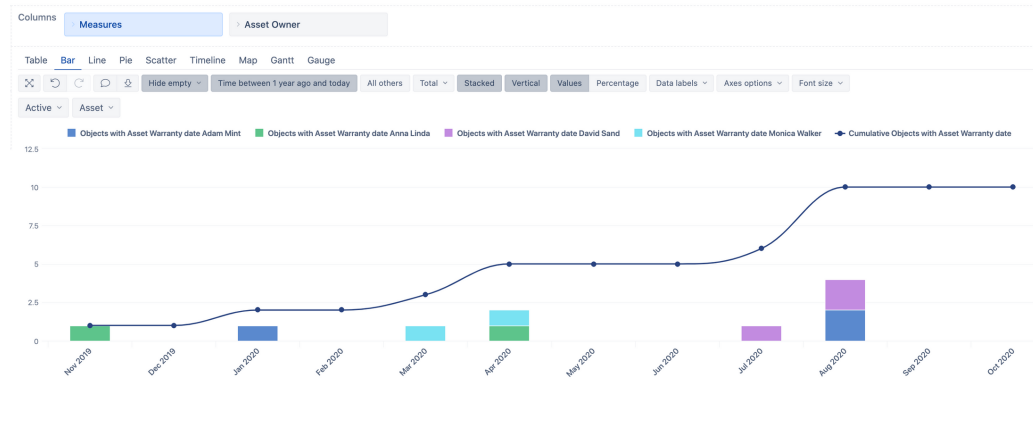 Columns
Measures
Asset Owner
Table Bar Line Pie Scatter Timeline Map Gantt Gauge
Hide empty Time between 1 year ago and today All others Total Stacked Vertical Values Percentage Data labels Axes options Font size
Active Asset
Objects with Asset Warranty date Adam Mint Objects with Asset Warranty date Anna Linda Objects with Asset Warranty date David Sand Objects with Asset Warranty date Monica Walker Cumulative Objects with Asset Warranty date
12.5
10
7.5
5
2.5
0
Nov 2019 Dec 2019 Jan 2020 Feb 2020 Mar 2020 Apr 2020 May 2020 Jun 2020 Jul 2020 Aug 2020 Sep 2020 Oct 2020